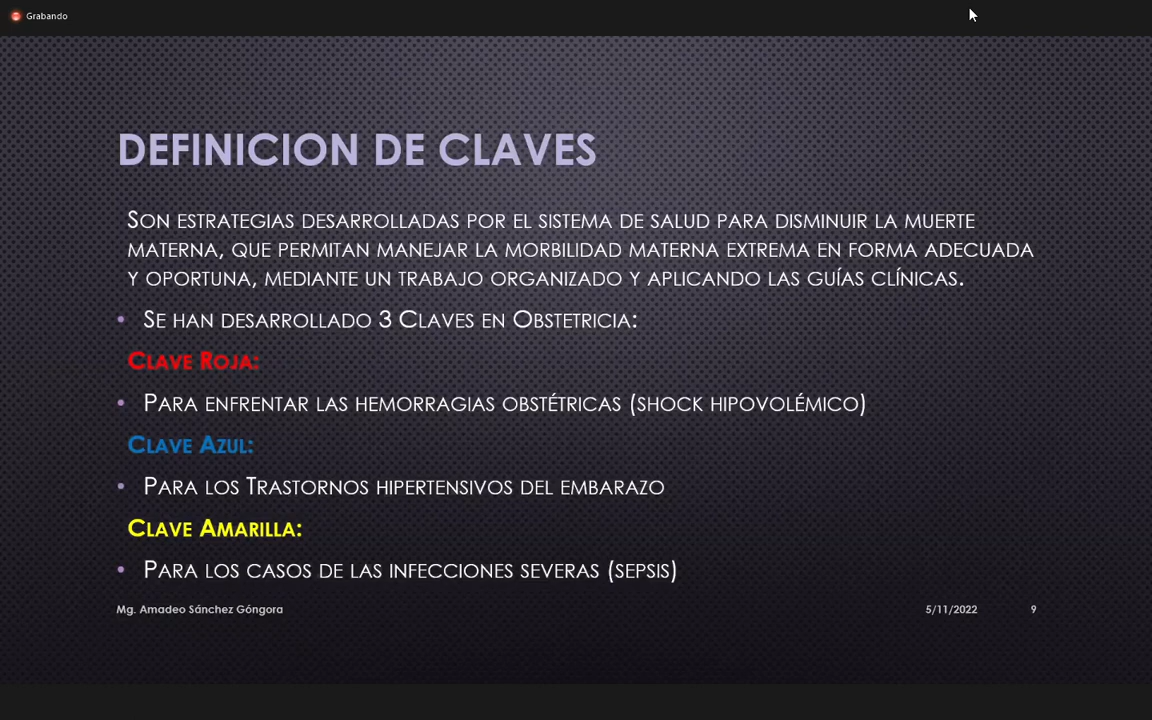 Grabando
DEFINICION DE CLAVES
Son estrategias desarrolladas por el sistema de salud para disminuir la muerte
materna, que permitan manejar la morbilidad materna extrema en forma adecuada
y oportuna, mediante un trabajo organizado y aplicando las guías clínicas.
• Se han desarrollado 3 Claves en Obstetricia:
Clave Roja:
• Para enfrentar las hemorragias obstétricas (shock hipovolémico)
Clave Azul:
• Para los Trastornos hipertensivos del embarazo
Clave Amarilla:
• Para los casos de las infecciones severas (sepsis)
Mg. Amadeo Sánchez Góngora 5/11/2022 9